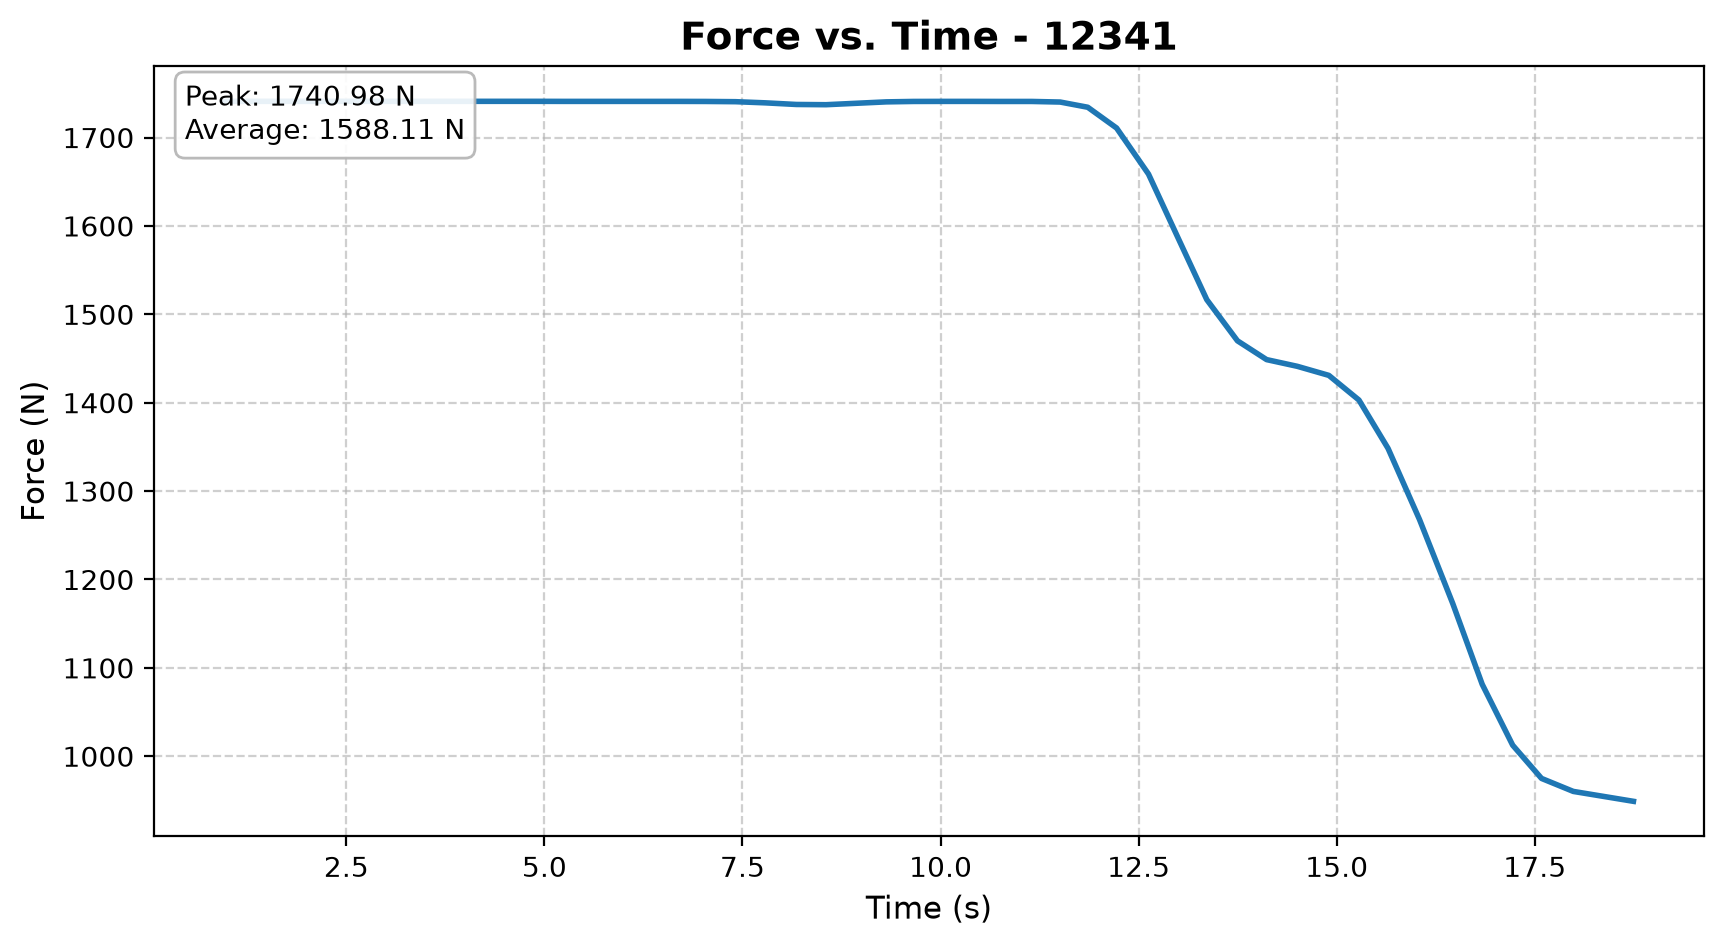 Force vs. Time - 12341
Peak: 1740.98 N
Average: 1588.11 N
1700
1600
1500
1400
1300
1200
1100
1000
Force (N)
2.5 5.0 7.5 10.0 12.5 15.0 17.5
Time (s)